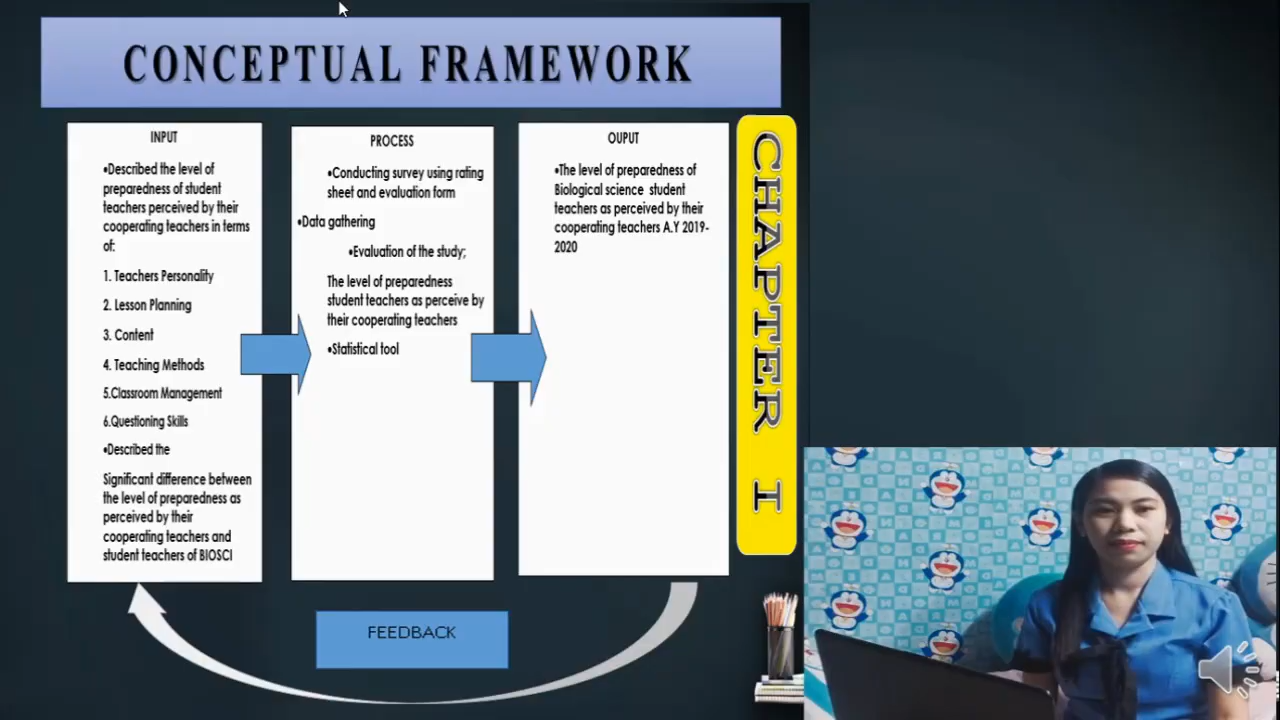 CONCEPTUAL FRAMEWORK
INPUT
•Described the level of
preparedness of student
teachers perceived by their
cooperating teachers in terms
of:
1. Teachers Personality
2. Lesson Planning
3. Content
4. Teaching Methods
5.Classroom Management
6.Questioning Skills
•Described the
Significant difference between
the level of preparedness as
perceived by their
cooperating teachers and
student teachers of BIOSCI
PROCESS
•Conducting survey using rating
sheet and evaluation form
•Data gathering
•Evaluation of the study;
The level of preparedness
student teachers as perceive by
their cooperating teachers
•Statistical tool
OUPUT
•The level of preparedness of
Biological science student
teachers as perceived by their
cooperating teachers A.Y 2019-
2020
CHAPTER I
FEEDBACK